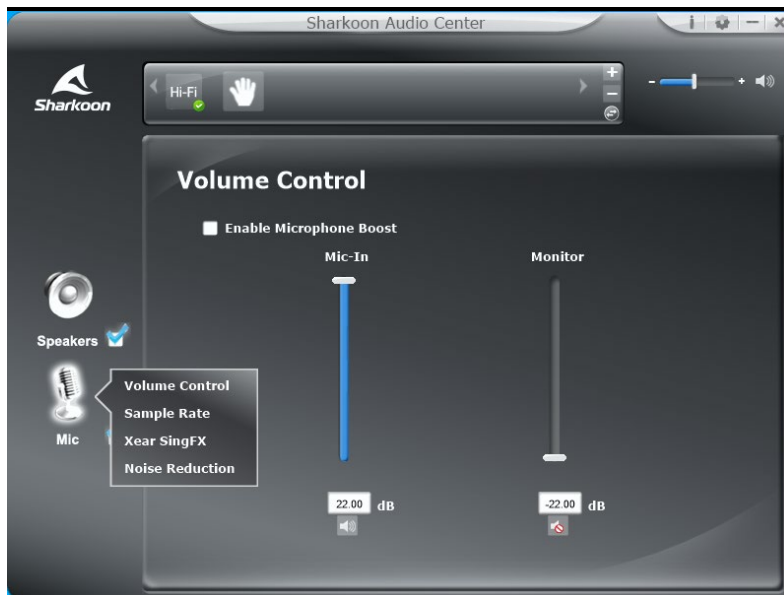 Sharkoon Audio Center
Sharkoon
Hi-Fi
Volume Control
Enable Microphone Boost
Mic-In
Monitor
Speakers
Volume Control
Sample Rate
Xear SingFX
Noise Reduction
Mic
22.00 dB
-22.00 dB